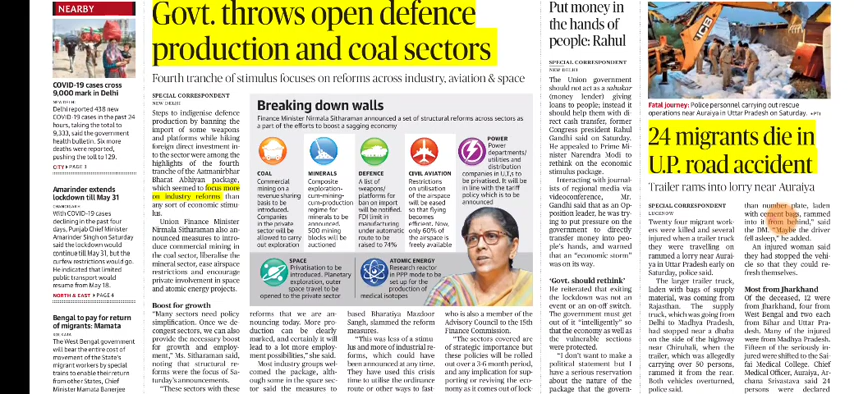 NEARBY
COVID-19 cases cross
9,000 mark in Delhi
NEW DELHI
Delhi reported 438 new
COVID-19 cases in the past 24
hours, taking the total to
9,333, said the government
health bulletin. Six more
deaths were reported,
pushing the toll to 129.
CITY ▸ PAGE 3
Amarinder extends
lockdown till May 31
CHANDIGARH
With COVID-19 cases
declining in the past four
days, Punjab Chief Minister
Amarinder Singh on Saturday
said the lockdown would
continue till May 31, but the
curfew restrictions would go.
He indicated that limited
public transport would
resume from May 18.
NORTH & EAST ▸ PAGE 4
Bengal to pay for return
of migrants: Mamata
KOLKATA
The West Bengal government
will bear the entire cost of
movement of the State's
migrant workers by special
trains to enable their return
from other States, Chief
Minister Mamata Banerjee
Govt. throws open defence
production and coal sectors
Fourth tranche of stimulus focuses on reforms across industry, aviation & space
SPECIAL CORRESPONDENT
NEW DELHI
Steps to indigenise defence
production by banning the
import of some weapons
and platforms while hiking
foreign direct investment in-
to the sector were among the
highlights of the fourth
tranche of the Aatmanirbhar
Bharat Abhiyan package,
which seemed to focus more
on industry reforms than
any sort of economic stimu-
lus.
Union Finance Minister
Nirmala Sitharaman also an-
nounced measures to intro-
duce commercial mining in
the coal sector, liberalise the
mineral sector, ease airspace
restrictions and encourage
private investment in space
and atomic energy projects.
Boost for growth
"Many sectors need policy
simplification. Once we de-
congest sectors, we can also
provide the necessary boost
for growth and employ-
ment," Ms. Sitharaman said,
noting that structural re-
forms were the focus of Sa-
turday's announcements.
"These sectors with these
Breaking down walls
Finance Minister Nirmala Sitharaman announced a set of structural reforms across sectors as
a part of the efforts to boost a sagging economy
COAL
Commercial
mining on a
revenue
sharing basis
to be
introduced.
Companies
in the private
sector will be
allowed to carry
out exploration
MINERALS
Composite
exploration-
cum-mining-
cum-production
regime for
minerals to be
announced.
500 mining
blocks will be
auctioned
DEFENCE
A list of
weapons/
platforms for
ban on import
will be notified.
FDI limit in
manufacturing
under automatic
route to be
raised to 74%
CIVIL AVIATION
Restrictions
on utilisation
of the airspace
will be eased
so that flying
becomes
efficient.
Now, only
60% of the
airspace is
freely available
POWER
Power
departments/
utilities and
distribution
companies
in U.T.s to
be privatised. It will
be in line with the tariff
policy which is to be
announced
SPACE
Privatisation to be
introduced. Planetary
exploration, outer
space travel to be
opened to the private sector
ATOMIC ENERGY
Research reactor
in PPP mode to
be set up for the
production of
medical isotopes
reforms that we are an-
nouncing today. More pro-
duction can be clearly
marked, and certainly it will
lead to a lot more employ-
ment possibilities," she said.
Most industry groups wel-
comed the package, alth-
ough some in the space sec-
tor said the measures to
based Bharatiya Mazdoor
Sangh, slammed the reform
measures.
"This was less of a stimu-
lus and more of industrial re-
forms, which could have
been announced at any time.
They have used this crisis
time to utilise the ordinance
route or other ways to fast-
who is also a member of the
Advisory Council to the 15th
Finance Commission.
"The sectors covered are
of strategic importance but
these policies will be rolled
out over a 3-6 month period,
and any implication for sup-
porting or reviving the eco-
nomy as it comes out of lock-
Put money in
the hands of
people: Rahul
SPECIAL CORRESPONDENT
NEW DELHI
The Union government
should not act as a sahukar
(money lender) giving
loans to people; instead it
should help them with di-
rect cash transfer, former
Congress president Rahul
Gandhi said on Saturday.
He appealed to Prime Mi-
nister Narendra Modi to
rethink on the economic
stimulus package.
Interacting with journal-
ists of regional media via
videoconference, Mr.
Gandhi said that as an Op-
position leader, he was try-
ing to put pressure on the
government to directly
transfer money into peo-
ple's hands, and warned
that an "economic storm"
was on its way.
'Govt. should rethink'
He reiterated that exiting
the lockdown was not an
event or an on-off switch.
The government must get
out of it "intelligently" so
that the economy as well as
the vulnerable sections
were protected.
"I don't want to make a
political statement but I
have a serious reservation
about the nature of the
package that the govern-
Fatal journey: Police personnel carrying out rescue
operations near Auraiya in Uttar Pradesh on Saturday. ▪PTI
24 migrants die in
U.P. road accident
Trailer rams into lorry near Auraiya
SPECIAL CORRESPONDENT
LUCKNOW
Twenty four migrant work-
ers were killed and several
injured when a trailer truck
they were travelling on
rammed a lorry near Aurai-
ya in Uttar Pradesh early on
Saturday, police said.
The larger trailer truck,
laden with bags of building
material, was coming from
Rajasthan. The supply
truck, which was going from
Delhi to Madhya Pradesh,
had stopped near a dhaba
on the side of the highway
near Chirhuli, when the
trailer, which was allegedly
carrying over 50 persons,
rammed it from the rear.
Both vehicles overturned,
police said.
than number plate, laden
with cement bags, rammed
into it from behind," said
the DM.
fell asleep," he added.
An injured woman said
they had stopped the vehi-
cle so that they could re-
fresh themselves.
Most from Jharkhand
Of the deceased, 12 were
from Jharkhand, four from
West Bengal and two each
from Bihar and Uttar Pra-
desh. Many of the injured
were from Madhya Pradesh.
Fifteen of the seriously in-
jured were shifted to the Sai-
fai Medical College. Chief
Medical Officer, Auraiya, Ar-
chana Srivastava said 24
persons were declared